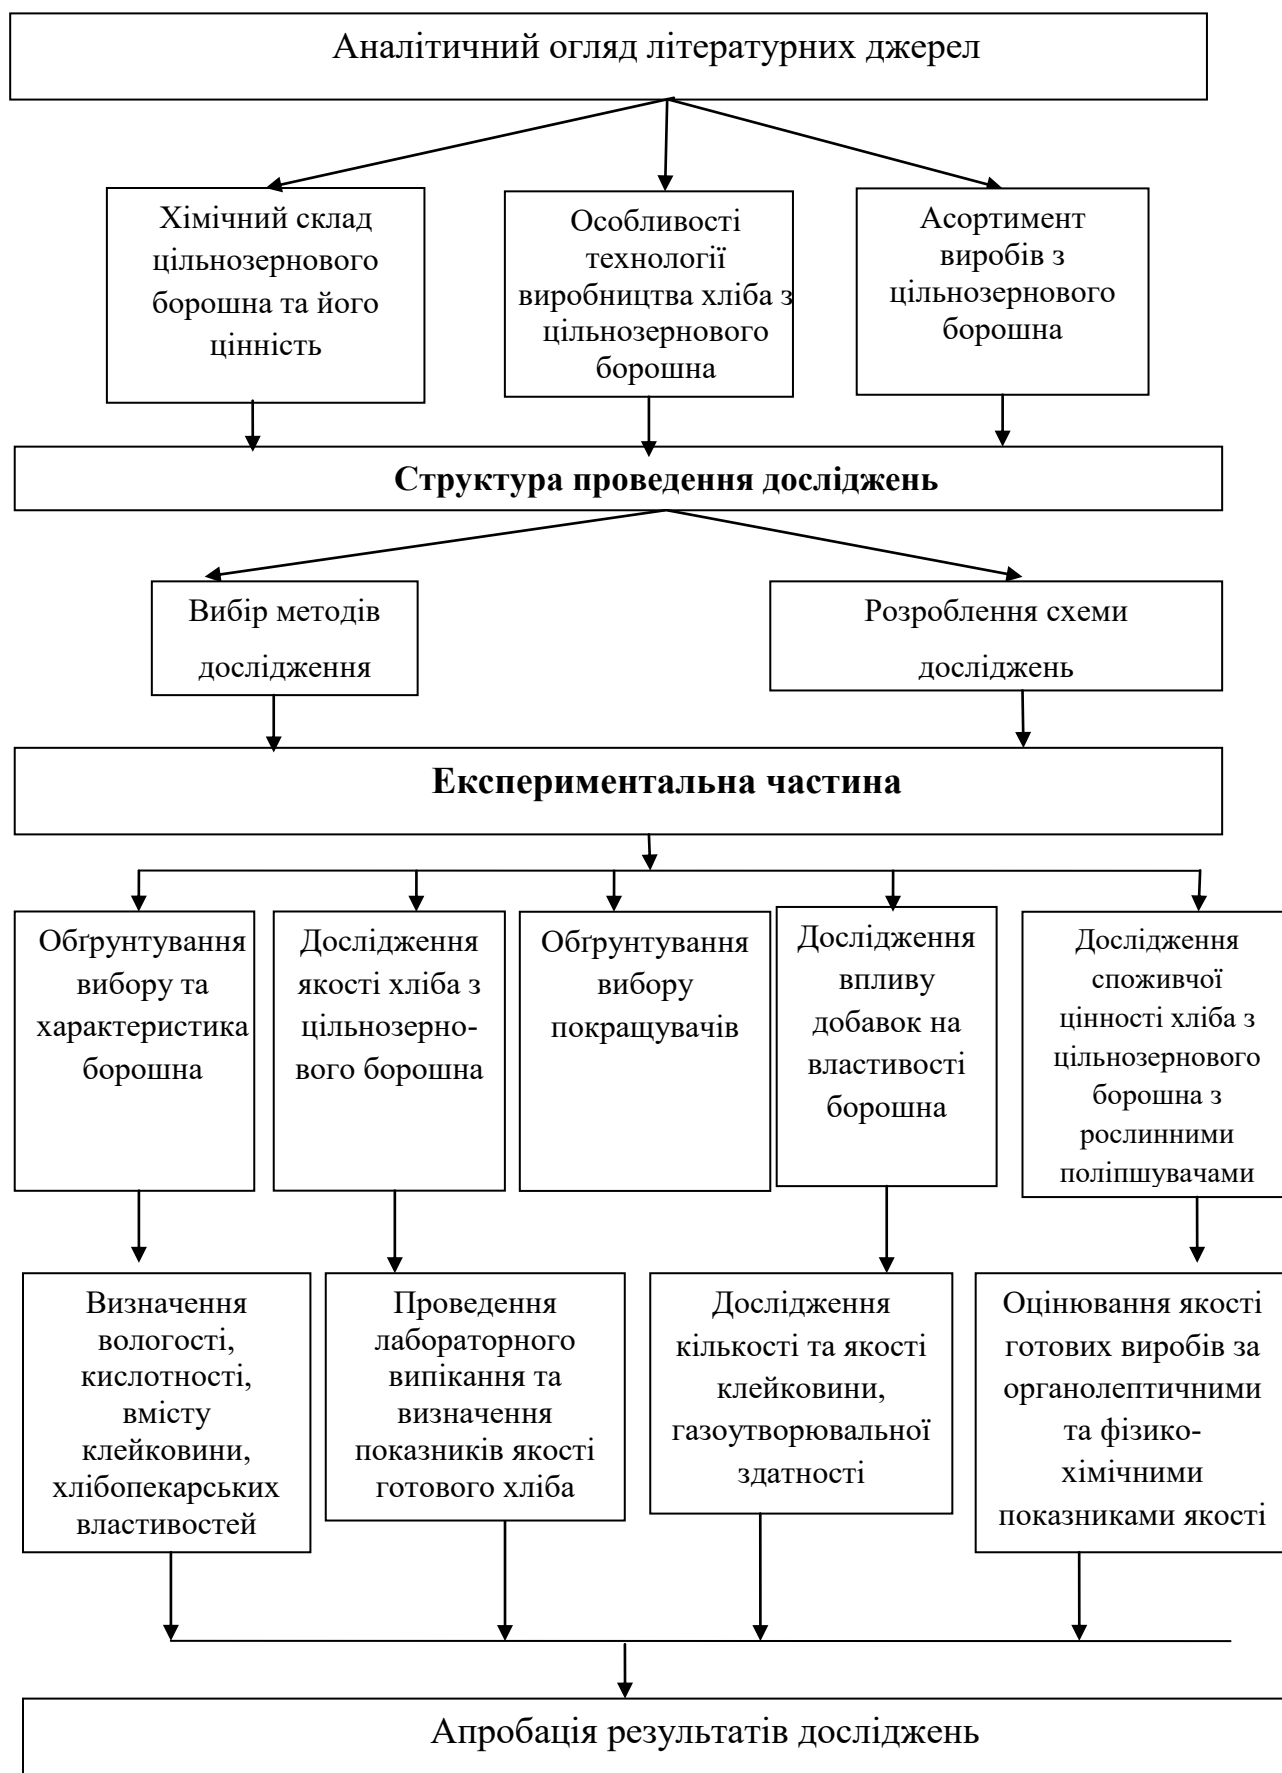 Аналітичний огляд літературних джерел
Хімічний склад
цільнозернового
борошна та його
цінність
Особливості
технології
виробництва хліба з
цільнозернового
борошна
Асортимент
виробів з
цільнозернового
борошна
Структура проведення досліджень
Вибір методів
дослідження
Розроблення схеми
досліджень
Експериментальна частина
Обґрунтування
вибору та
характеристика
борошна
Дослідження
якості хліба з
цільнозерно-
вого борошна
Обґрунтування
вибору
покращувачів
Дослідження
впливу
добавок на
властивості
борошна
Дослідження
споживчої
цінності хліба з
цільнозернового
борошна з
рослинними
поліпшувачами
Визначення
вологості,
кислотності,
вмісту
клейковини,
хлібопекарських
властивостей
Проведення
лабораторного
випікання та
визначення
показників якості
готового хліба
Дослідження
кількості та якості
клейковини,
газоутворювальної
здатності
Оцінювання якості
готових виробів за
органолептичними
та фізико-
хімічними
показниками якості
Апробація результатів досліджень